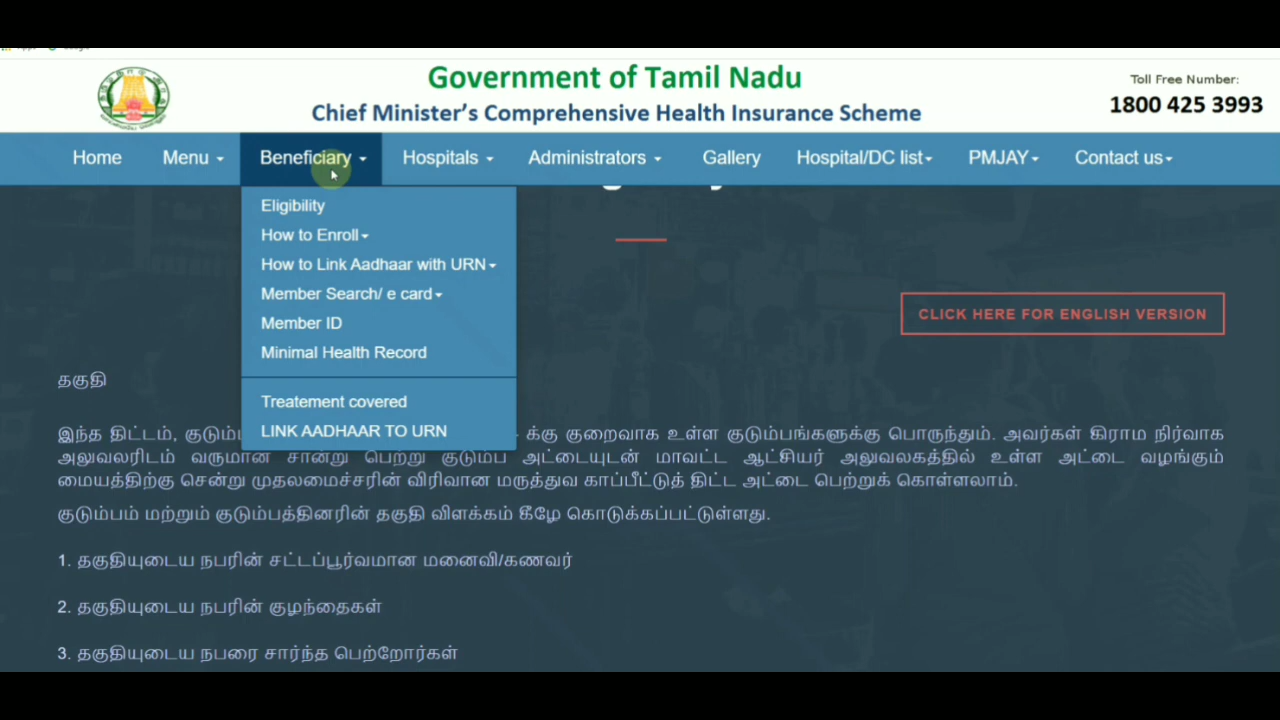 Government of Tamil Nadu
Chief Minister's Comprehensive Health Insurance Scheme
Toll Free Number:
1800 425 3993
Home Menu Beneficiary Hospitals Administrators Gallery Hospital/DC list PMJAY Contact us
Eligibility
How to Enroll
How to Link Aadhaar with URN
Member Search/ e card
Member ID
Minimal Health Record
Treatement covered
LINK AADHAAR TO URN
CLICK HERE FOR ENGLISH VERSION
தகுதி
இந்த திட்டம், க்கு குறைவாக உள்ள குடும்பங்களுக்கு பொருந்தும். அவர்கள் கிராம நிர்வாக
அலுவலரிடம் வருமான சான்று பெற்று குடும்ப அட்டையுடன் மாவட்ட ஆட்சியர் அலுவலகத்தில் உள்ள அட்டை வழங்கும்
மையத்திற்கு சென்று முதலமைச்சரின் விரிவான மருத்துவ காப்பீட்டுத் திட்ட அட்டை பெற்றுக் கொள்ளலாம்.
குடும்பம் மற்றும் குடும்பத்தினரின் தகுதி விளக்கம் கீழே கொடுக்கப்பட்டுள்ளது.
1. தகுதியுடைய நபரின் சட்டப்பூர்வமான மனைவி/கணவர்
2. தகுதியுடைய நபரின் குழந்தைகள்
3. தகுதியுடைய நபரை சார்ந்த பெற்றோர்கள்